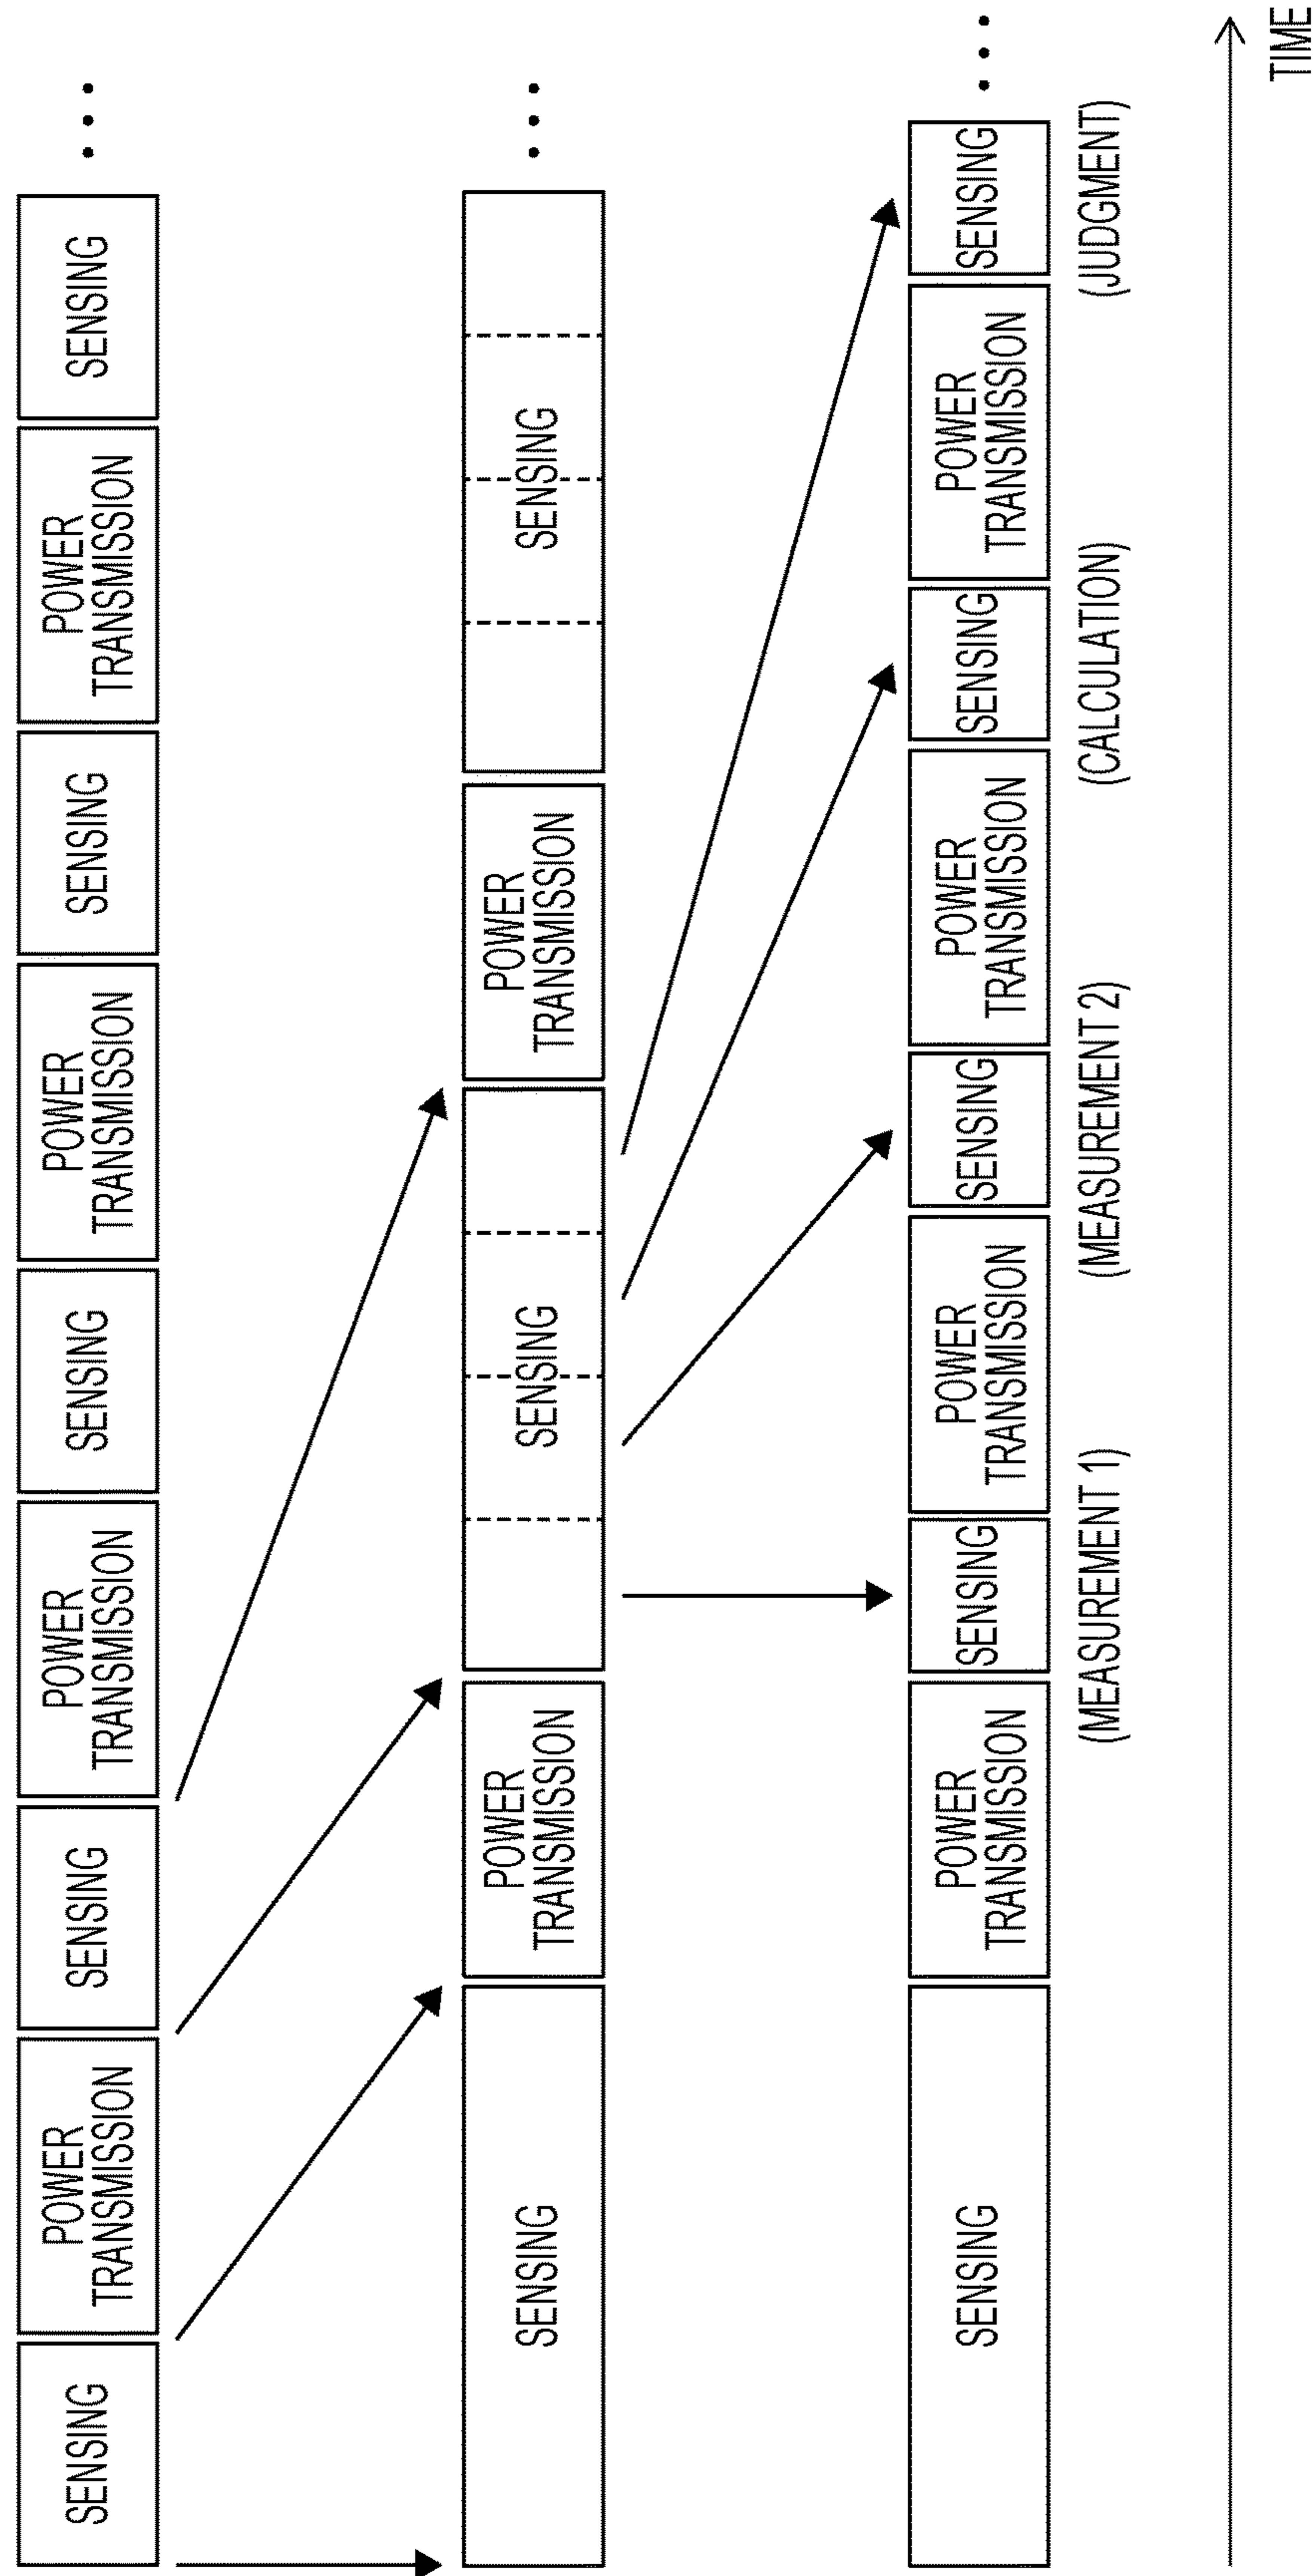 SENSING
POWER
TRANSMISSION
SENSING
POWER
TRANSMISSION
SENSING
POWER
TRANSMISSION
SENSING
POWER
TRANSMISSION
SENSING
...
SENSING
POWER
TRANSMISSION
SENSING
POWER
TRANSMISSION
SENSING
...
SENSING
POWER
TRANSMISSION
SENSING
POWER
TRANSMISSION
SENSING
POWER
TRANSMISSION
SENSING
POWER
TRANSMISSION
SENSING
...
(MEASUREMENT 1)
(MEASUREMENT 2)
(CALCULATION)
(JUDGMENT)
TIME